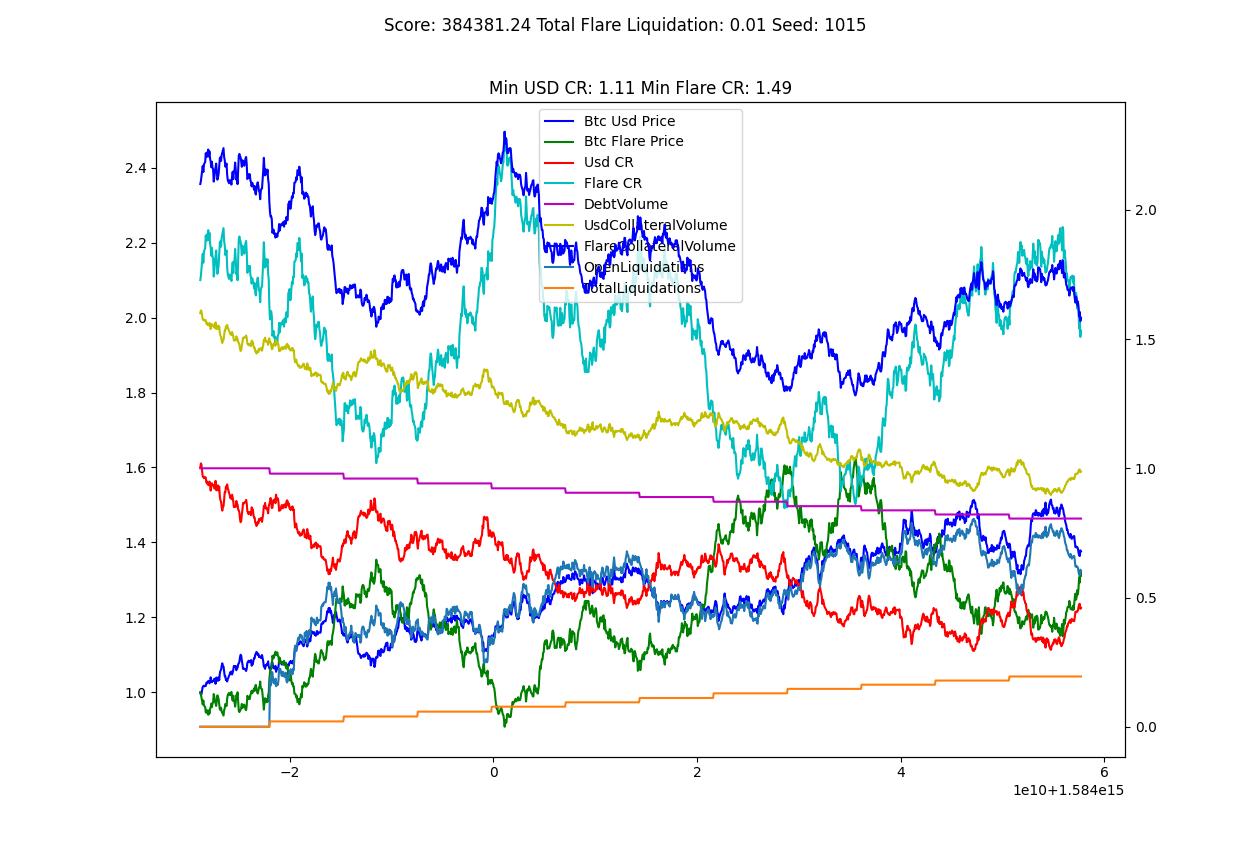 Score: 384381.24 Total Flare Liquidation: 0.01 Seed: 1015
Min USD CR: 1.11 Min Flare CR: 1.49
Btc Usd Price
Btc Flare Price
Usd CR
Flare CR
DebtVolume
UsdCollateralVolume
FlareCollateralVolume
OpenLiquidations
TotalLiquidations
2.4
2.2
2.0
1.8
1.6
1.4
1.2
1.0
2.0
1.5
1.0
0.5
0.0
−2 0 2 4 6
1e10+1.584e15